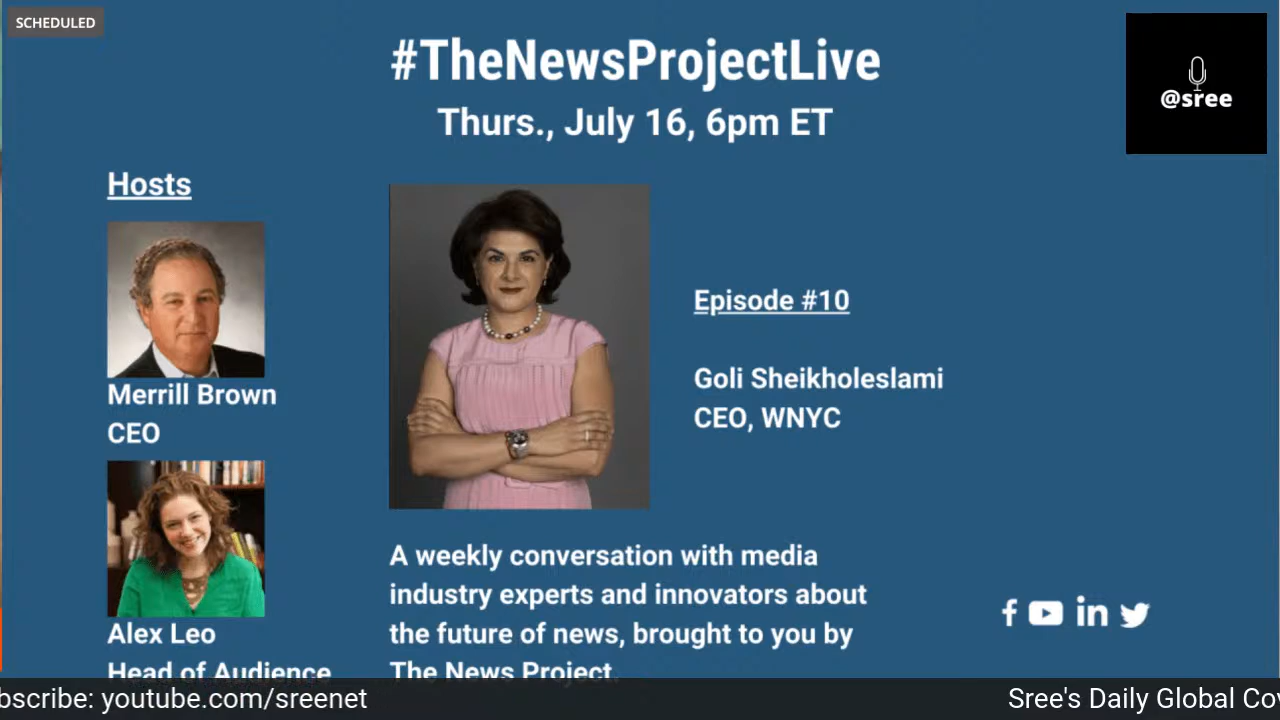 SCHEDULED
#TheNewsProjectLive
Thurs., July 16, 6pm ET
@sree
Hosts
Merrill Brown
CEO
Alex Leo
Head of Audience
Episode #10
Goli Sheikholeslami
CEO, WNYC
A weekly conversation with media
industry experts and innovators about
the future of news, brought to you by
The News Project.
bscribe: youtube.com/sreenet
Sree's Daily Global Cov